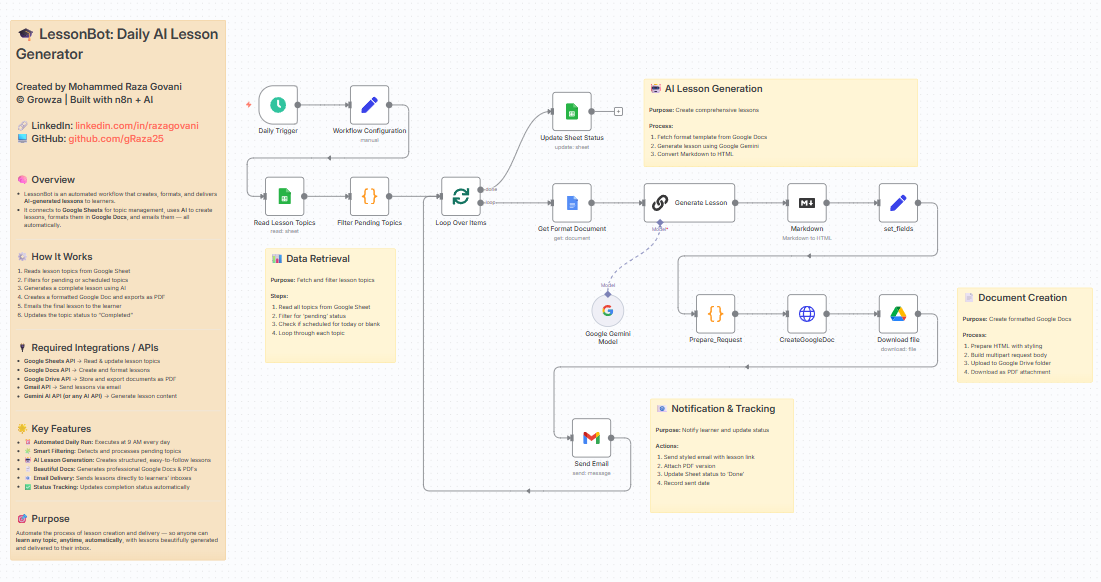 🎓 LessonBot: Daily AI Lesson
Generator
Created by Mohammed Raza Govani
© Growza | Built with n8n + AI
🔗 LinkedIn: linkedin.com/in/razagovani
💻 GitHub: github.com/gRaza25
🧠 Overview
• LessonBot is an automated workflow that creates, formats, and delivers
AI-generated lessons to learners.
• It connects to Google Sheets for topic management, uses AI to create
lessons, formats them in Google Docs, and emails them — all
automatically.
⚙️ How It Works
1. Reads lesson topics from Google Sheet
2. Filters for pending or scheduled topics
3. Generates a complete lesson using AI
4. Creates a formatted Google Doc and exports as PDF
5. Emails the final lesson to the learner
6. Updates the topic status to "Completed"
Required Integrations / APIs
• Google Sheets API → Read & update lesson topics
• Google Docs API → Create and format lessons
• Google Drive API → Store and export documents as PDF
• Gmail API → Send lessons via email
• Gemini AI API (or any AI API) → Generate lesson content
🌟 Key Features
• Automated Daily Run: Executes at 9 AM every day
• Smart Filtering: Detects and processes pending topics
• AI Lesson Generation: Creates structured, easy-to-follow lessons
• Beautiful Docs: Generates professional Google Docs & PDFs
• Email Delivery: Sends lessons directly to learners' inboxes
• ✅ Status Tracking: Updates completion status automatically
🎯 Purpose
Automate the process of lesson creation and delivery — so anyone can
learn any topic, anytime, automatically, with lessons beautifully generated
and delivered to their inbox.
Daily Trigger
Workflow Configuration
manual
Update Sheet Status
update: sheet
AI Lesson Generation
Purpose: Create comprehensive lessons
Process:
1. Fetch format template from Google Docs
2. Generate lesson using Google Gemini
3. Convert Markdown to HTML
Read Lesson Topics
read: sheet
Filter Pending Topics
Loop Over Items
done
loop
Get Format Document
get: document
Generate Lesson
Model*
Markdown
Markdown to HTML
set_fields
📊 Data Retrieval
Purpose: Fetch and filter lesson topics
Steps:
1. Read all topics from Google Sheet
2. Filter for 'pending' status
3. Check if scheduled for today or blank
4. Loop through each topic
Model
Google Gemini
Model
Prepare_Request
CreateGoogleDoc
Download file
download: file
📄 Document Creation
Purpose: Create formatted Google Docs
Process:
1. Prepare HTML with styling
2. Build multipart request body
3. Upload to Google Drive folder
4. Download as PDF attachment
Send Email
send: message
📧 Notification & Tracking
Purpose: Notify learner and update status
Actions:
1. Send styled email with lesson link
2. Attach PDF version
3. Update Sheet status to 'Done'
4. Record sent date